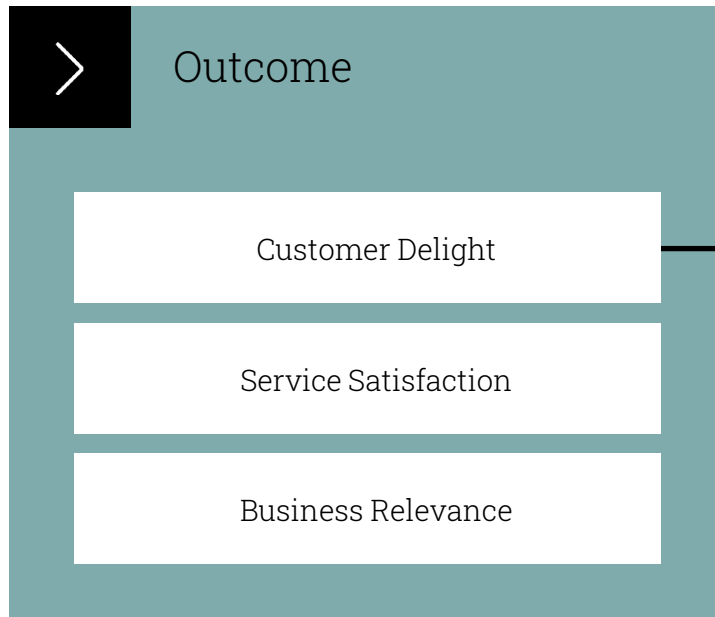 Outcome
Customer Delight
Service Satisfaction
Business Relevance